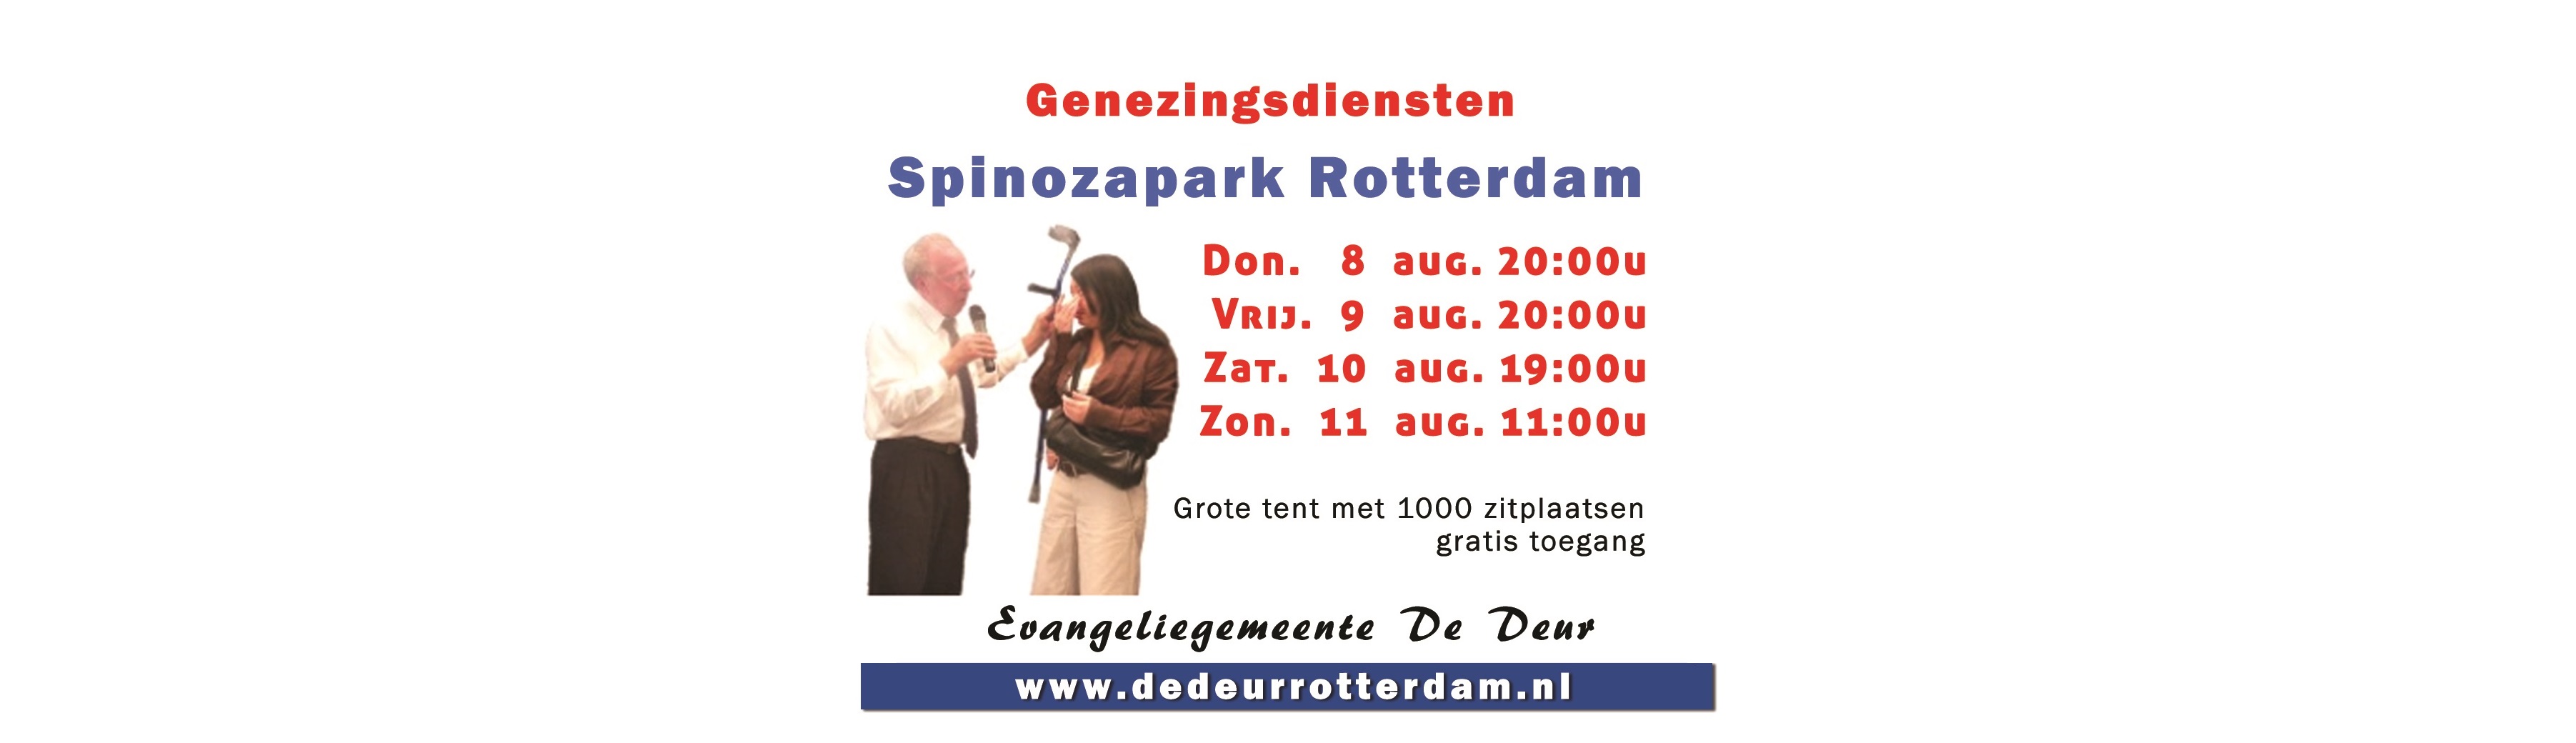 Genezingsdiensten
Spinozapark Rotterdam
Don. 8 aug. 20:00u
Vrij. 9 aug. 20:00u
Zat. 10 aug. 19:00u
Zon. 11 aug. 11:00u
Grote tent met 1000 zitplaatsen
gratis toegang
Evangeliegemeente De Deur
www.dedeurrotterdam.nl